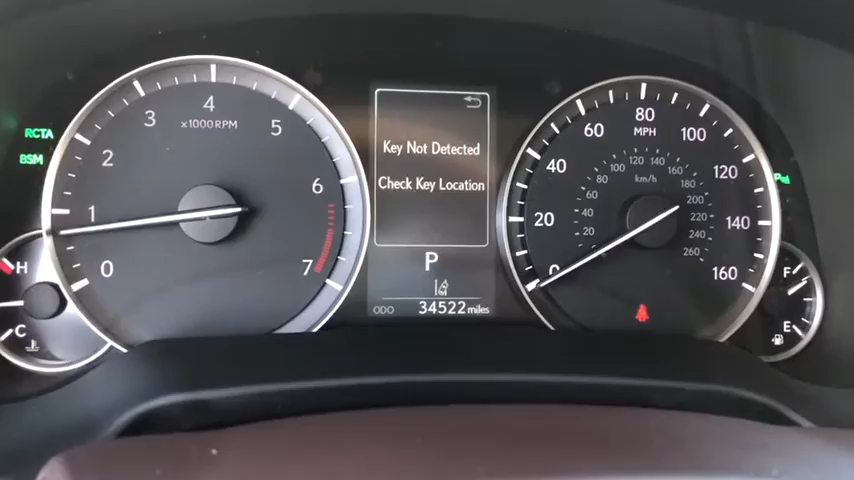 RCTA
BSM
0
1
2
3
4
5
6
7
x1000RPM
H
C
Key Not Detected
Check Key Location
P
ODO 34522 miles
0
20
40
60
80
100
120
140
160
MPH
km/h
20
40
60
80
100
120
140
160
180
200
220
240
260
F
E